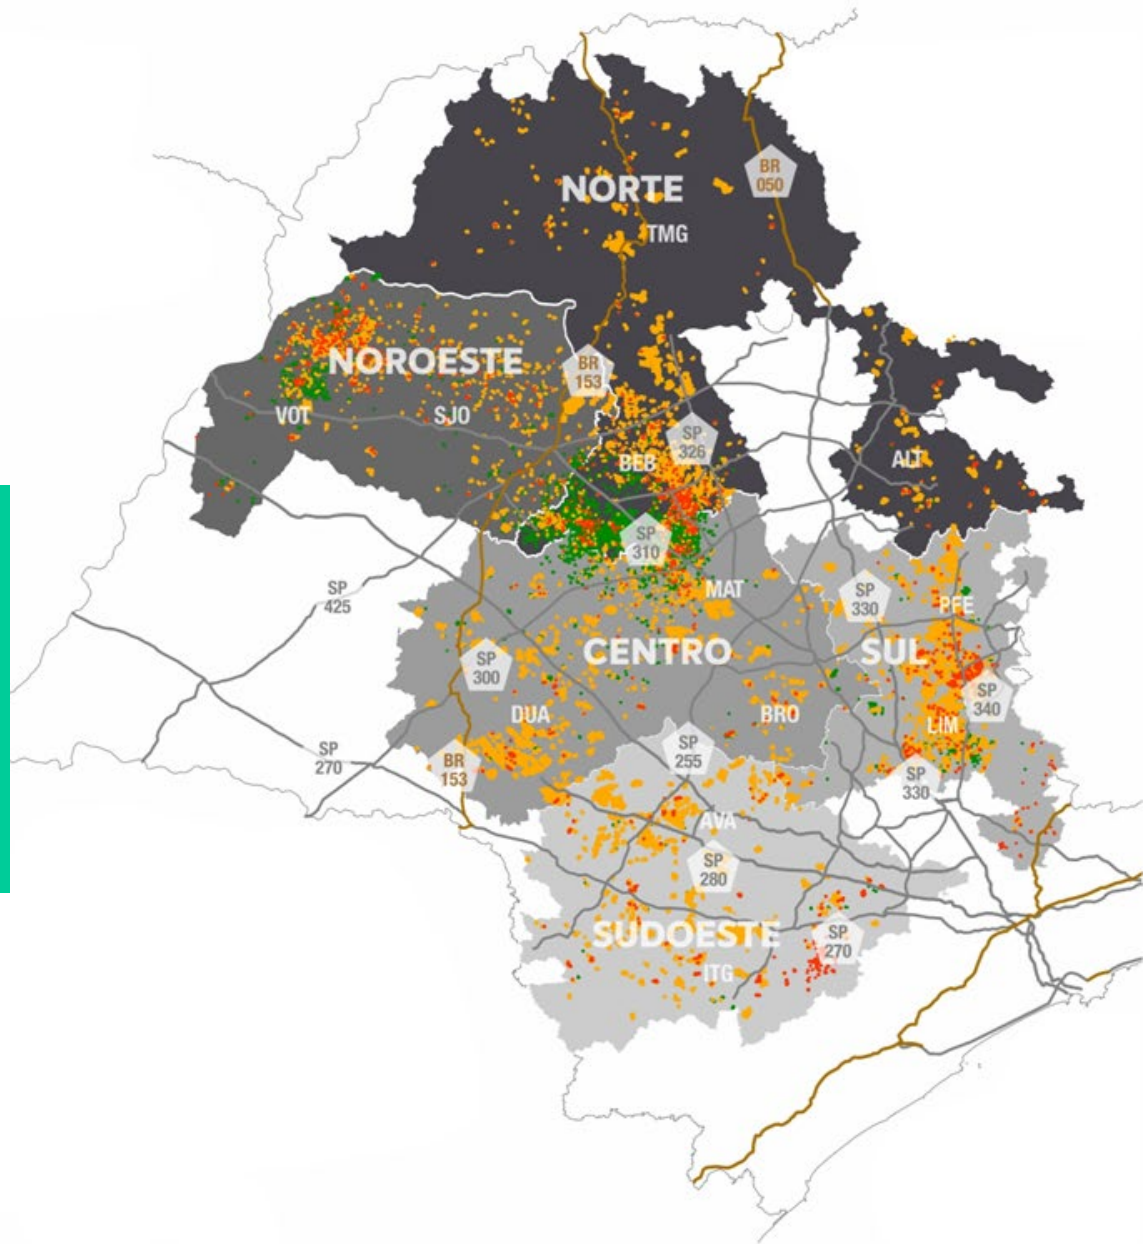 BR
050
NORTE
TMG
NOROESTE
BR
153
VOT
SJO
SP
326
BEB
ALT
SP
310
SP
425
MAT
SP
330
PFE
CENTRO
SUL
SP
300
SP
340
DUA
BRO
LIM
SP
270
BR
153
SP
255
SP
330
AVA
SP
280
SUDOESTE
SP
270
ITG